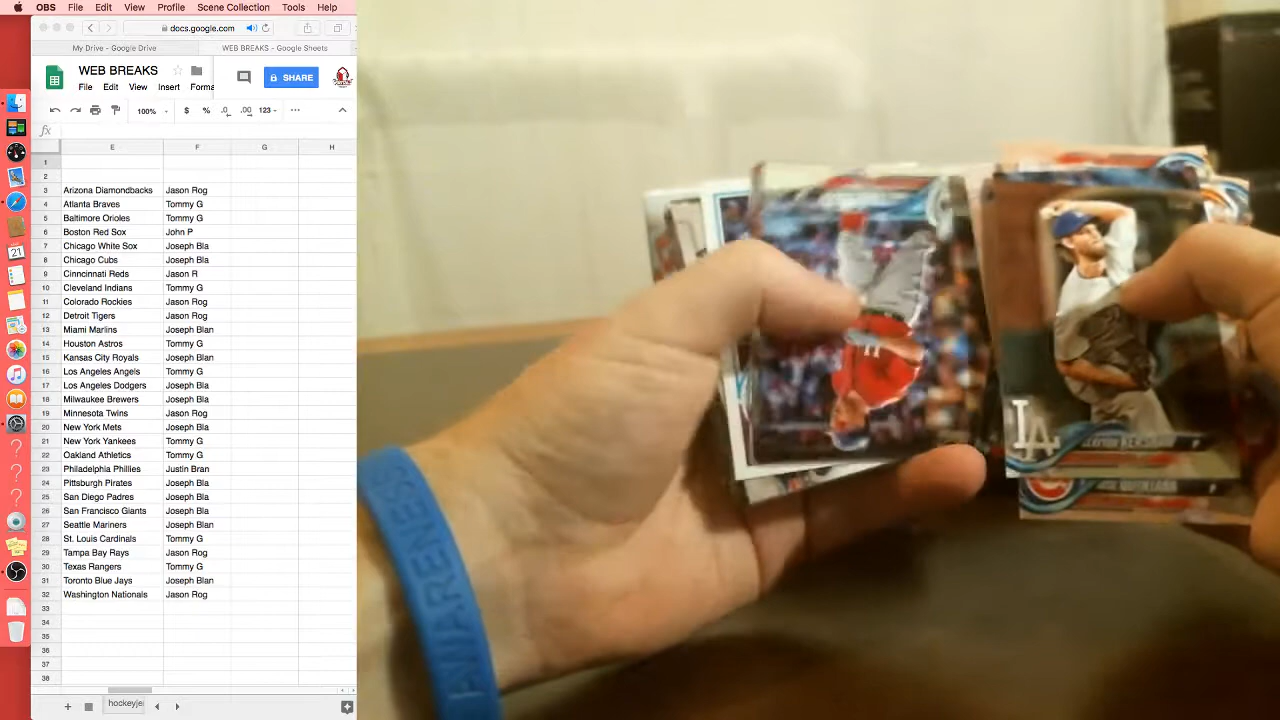 OBS File Edit View Profile Scene Collection Tools Help
docs.google.com
My Drive - Google Drive WEB BREAKS - Google Sheets
WEB BREAKS
SHARE
File Edit View Insert Forma
100% $ % .0 .00 123
fx
E F G H
1
2
3 Arizona Diamondbacks Jason Rog
4 Atlanta Braves Tommy G
5 Baltimore Orioles Tommy G
6 Boston Red Sox John P
7 Chicago White Sox Joseph Bla
8 Chicago Cubs Joseph Bla
9 Cinncinnati Reds Jason R
10 Cleveland Indians Tommy G
11 Colorado Rockies Jason Rog
12 Detroit Tigers Jason Rog
13 Miami Marlins Joseph Blan
14 Houston Astros Tommy G
15 Kansas City Royals Joseph Blan
16 Los Angeles Angels Tommy G
17 Los Angeles Dodgers Joseph Bla
18 Milwaukee Brewers Joseph Bla
19 Minnesota Twins Jason Rog
20 New York Mets Joseph Bla
21 New York Yankees Tommy G
22 Oakland Athletics Tommy G
23 Philadelphia Phillies Justin Bran
24 Pittsburgh Pirates Joseph Bla
25 San Diego Padres Joseph Bla
26 San Francisco Giants Joseph Bla
27 Seattle Mariners Joseph Blan
28 St. Louis Cardinals Tommy G
29 Tampa Bay Rays Jason Rog
30 Texas Rangers Tommy G
31 Toronto Blue Jays Joseph Blan
32 Washington Nationals Jason Rog
33
34
35
36
37
38
hockeyje
AWARENESS
LA